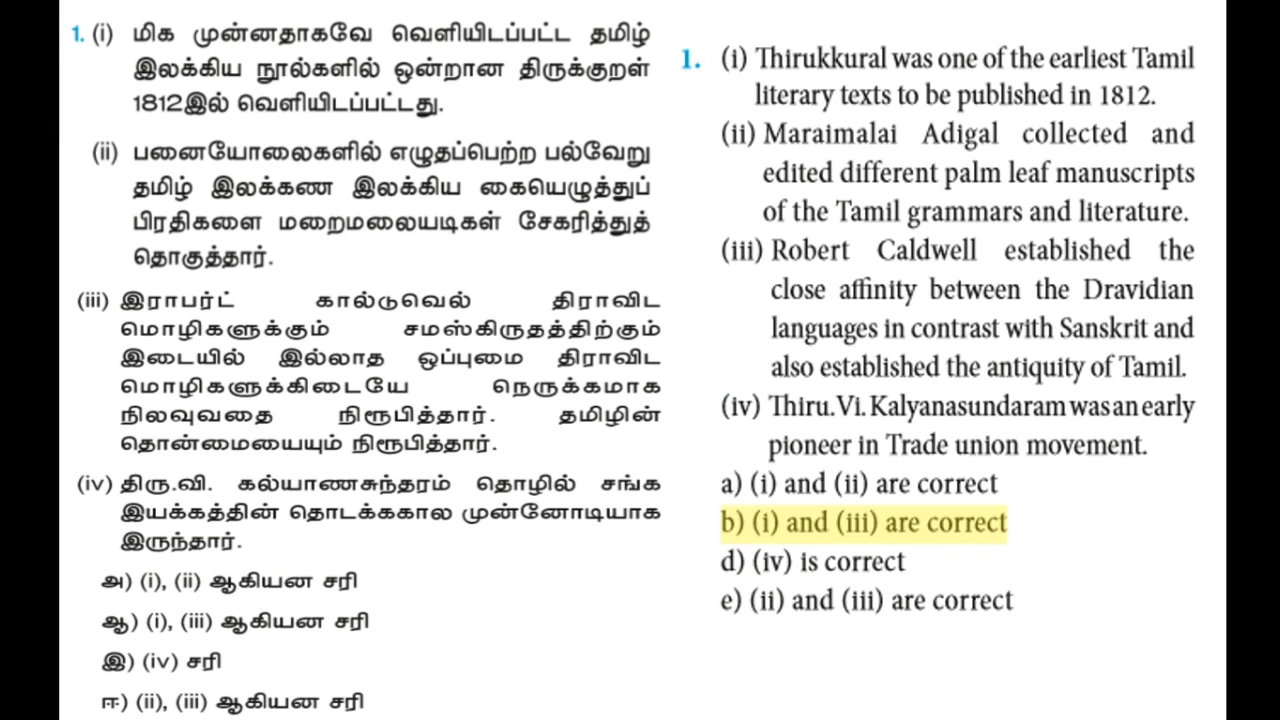 1. (i) மிக முன்னதாகவே வெளியிடப்பட்ட தமிழ்
இலக்கிய நூல்களில் ஒன்றான திருக்குறள்
1812இல் வெளியிடப்பட்டது.
(ii) பனையோலைகளில் எழுதப்பெற்ற பல்வேறு
தமிழ் இலக்கண இலக்கிய கையெழுத்துப்
பிரதிகளை மறைமலையடிகள் சேகரித்துத்
தொகுத்தார்.
(iii) இராபர்ட் கால்டுவெல் திராவிட
மொழிகளுக்கும் சமஸ்கிருதத்திற்கும்
இடையில் இல்லாத ஒப்புமை திராவிட
மொழிகளுக்கிடையே நெருக்கமாக
நிலவுவதை நிரூபித்தார். தமிழின்
தொன்மையையும் நிரூபித்தார்.
(iv) திரு.வி. கல்யாணசுந்தரம் தொழில் சங்க
இயக்கத்தின் தொடக்ககால முன்னோடியாக
இருந்தார்.
அ) (i), (ii) ஆகியன சரி
ஆ) (i), (iii) ஆகியன சரி
இ) (iv) சரி
ஈ) (ii), (iii) ஆகியன சரி
1. (i) Thirukkural was one of the earliest Tamil
literary texts to be published in 1812.
(ii) Maraimalai Adigal collected and
edited different palm leaf manuscripts
of the Tamil grammars and literature.
(iii) Robert Caldwell established the
close affinity between the Dravidian
languages in contrast with Sanskrit and
also established the antiquity of Tamil.
(iv) Thiru.Vi. Kalyanasundaram was an early
pioneer in Trade union movement.
a) (i) and (ii) are correct
b) (i) and (iii) are correct
d) (iv) is correct
e) (ii) and (iii) are correct